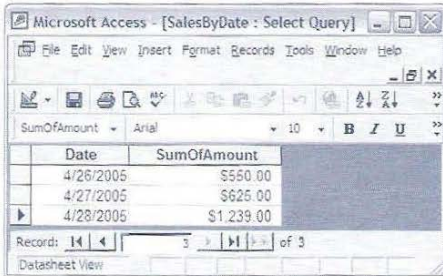 Microsoft Access - [SalesByDate : Select Query]
File Edit View Insert Format Records Tools Window Help
SumOfAmount Arial 10 B I U
Date SumOfAmount
4/26/2005 $550.00
4/27/2005 $625.00
4/28/2005 $1,239.00
Record: 3 of 3
Datasheet View